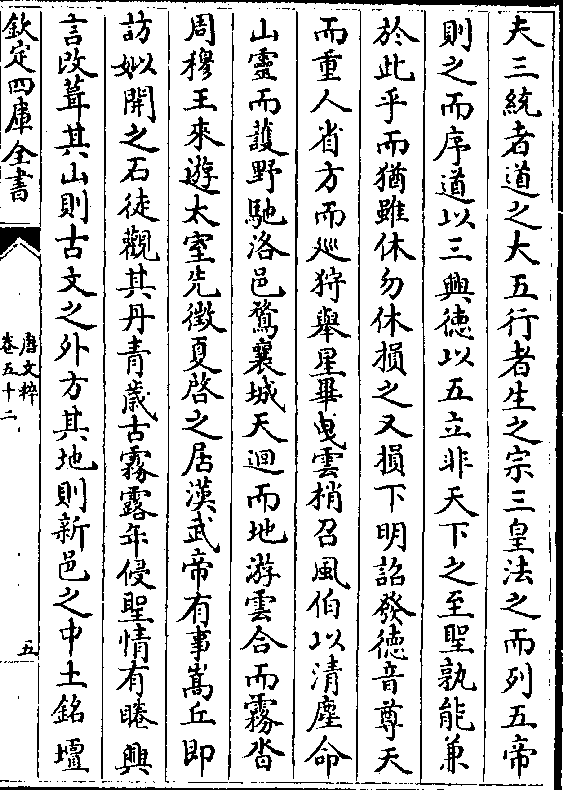 夫三統者道之大五行者生之宗三皇法之而列五帝
則之而序道以三興徳以五立非天下之至聖孰能兼
於此乎而猶雖休勿休損之又損下明詔發徳音尊天
而重人省方而廵狩舉星畢曵雲梢召風伯以清塵命
山靈而護野馳洛邑鶩襄城天迴而地游雲合而霧沓
周穆王來遊太室先徴夏啓之居漢武帝有事嵩丘即
訪姒開之石徒觀其丹青歲古霧露年侵聖情有睠興
言改葺其山則古文之外方其地則新邑之中土銘壇
欽定四庫全書
唐文粹
卷五十二
五